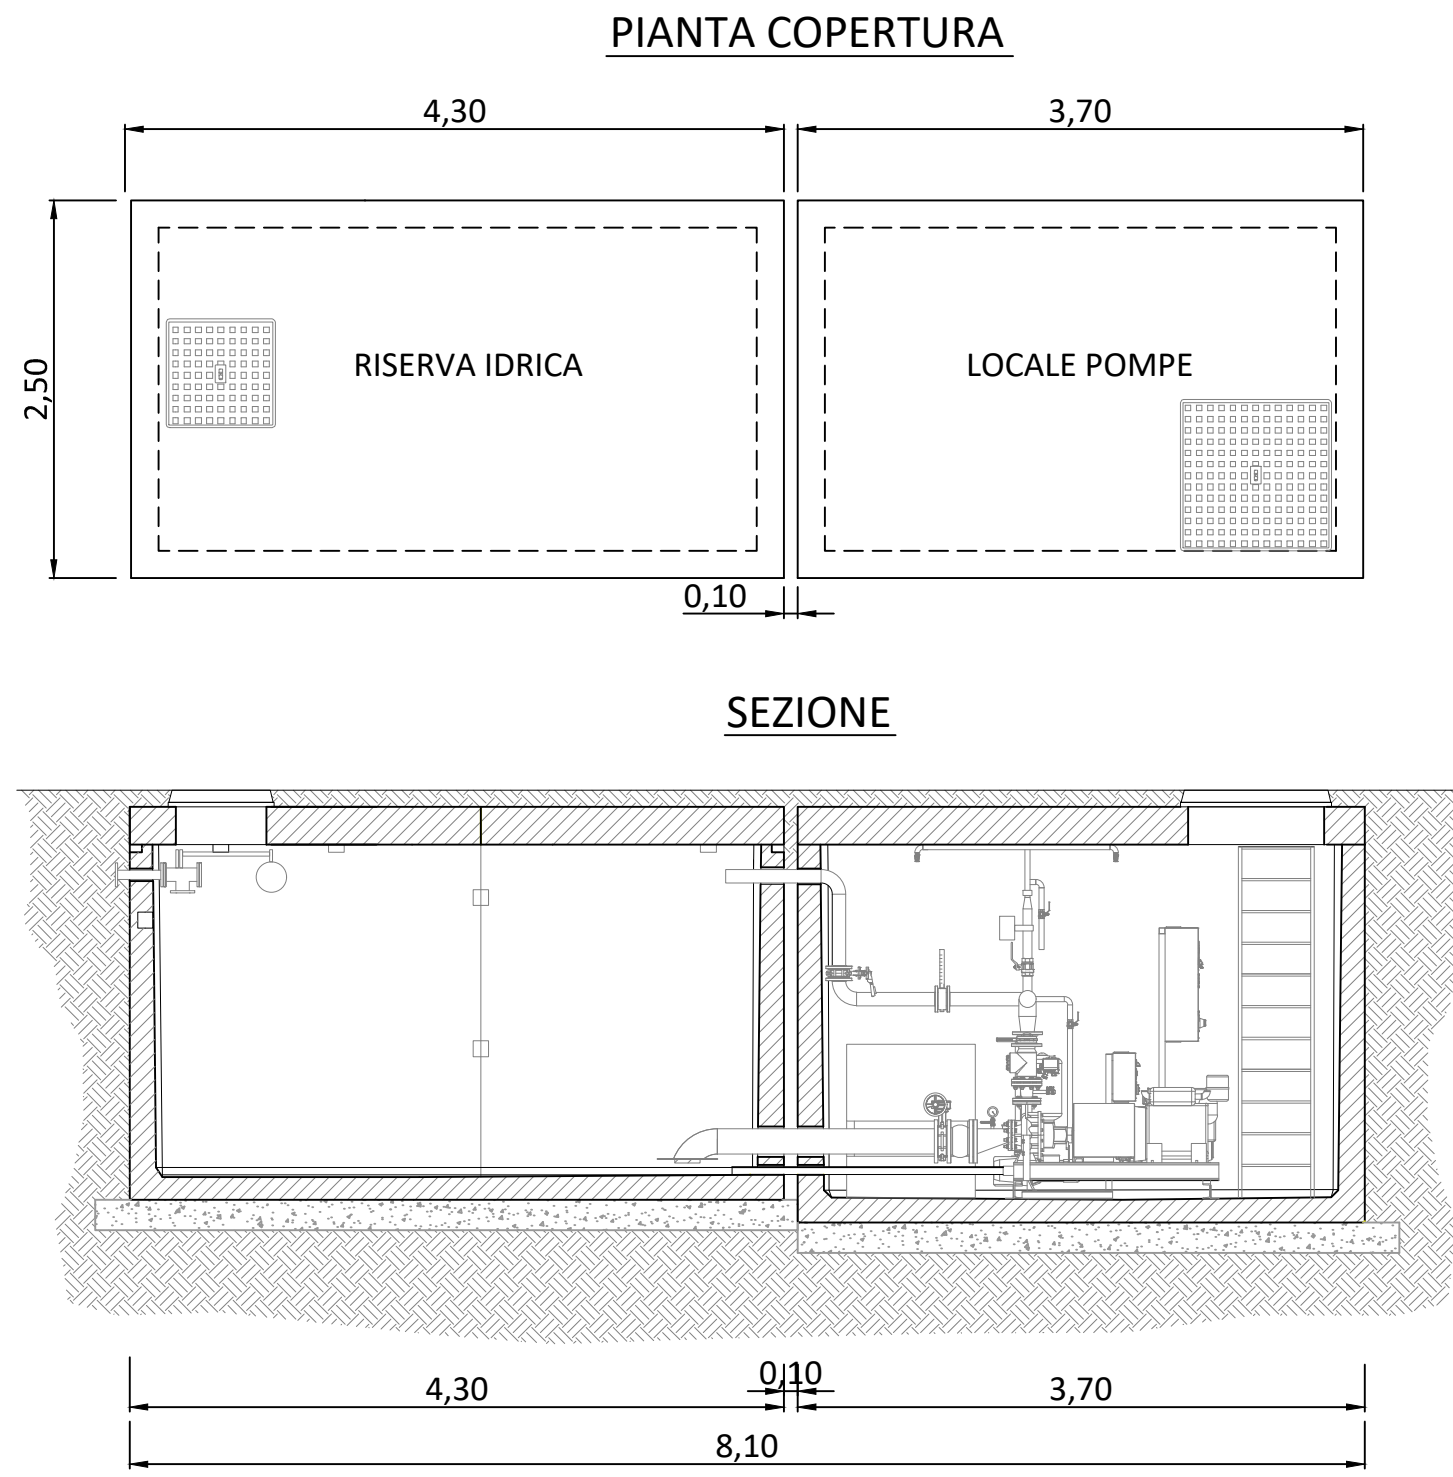 PIANTA COPERTURA
4,30
3,70
2,50
RISERVA IDRICA
LOCALE POMPE
0,10
SEZIONE
4,30
0,10
3,70
8,10